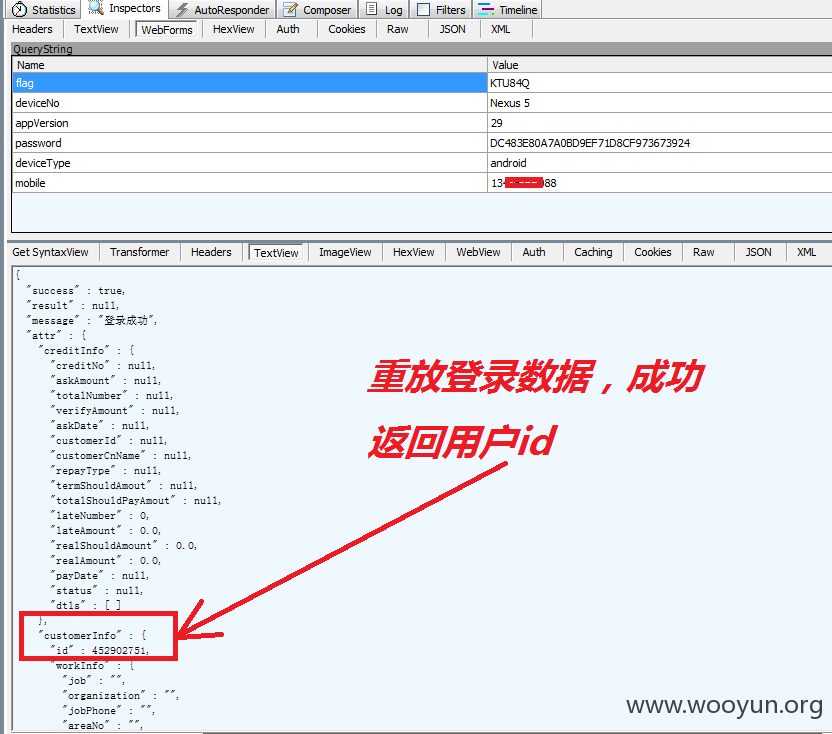 Statistics Inspectors AutoResponder Composer Log Filters Timeline
Headers TextView WebForms HexView Auth Cookies Raw JSON XML
QueryString
Name Value
flag KTU84Q
deviceNo Nexus 5
appVersion 29
password DC483E80A7A0BD9EF71D8CF973673924
deviceType android
mobile 13 88
Get SyntaxView Transformer Headers TextView ImageView HexView WebView Auth Caching Cookies Raw JSON XML
{
"success" : true,
"result" : null,
"message" : "登录成功",
"attr" : {
"creditInfo" : {
"creditNo" : null,
"askAmount" : null,
"totalNumber" : null,
"verifyAmount" : null,
"askDate" : null,
"customerId" : null,
"customerCnName" : null,
"repayType" : null,
"termShouldAmout" : null,
"totalShouldPayAmout" : null,
"lateNumber" : 0,
"lateAmount" : 0.0,
"realShouldAmount" : 0.0,
"realAmount" : 0.0,
"payDate" : null,
"status" : null,
"dtls" : [ ]
},
"customerInfo" : {
"id" : 452902751,
"workInfo" : {
"job" : "",
"organization" : "",
"jobPhone" : "",
"areaNo" : "",
重放登录数据，成功
返回用户id
www.wooyun.org